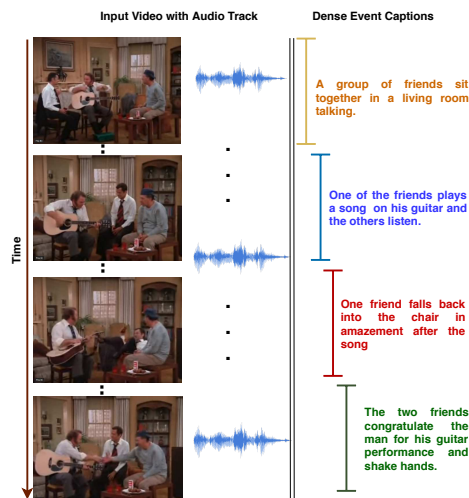 Input Video with Audio Track
Dense Event Captions
A group of friends sit
together in a living room
talking.
One of the friends plays
a song on his guitar and
the others listen.
Time
One friend falls back
into the chair in
amazement after the
song
The two friends
congratulate the
man for his guitar
performance and
shake hands.